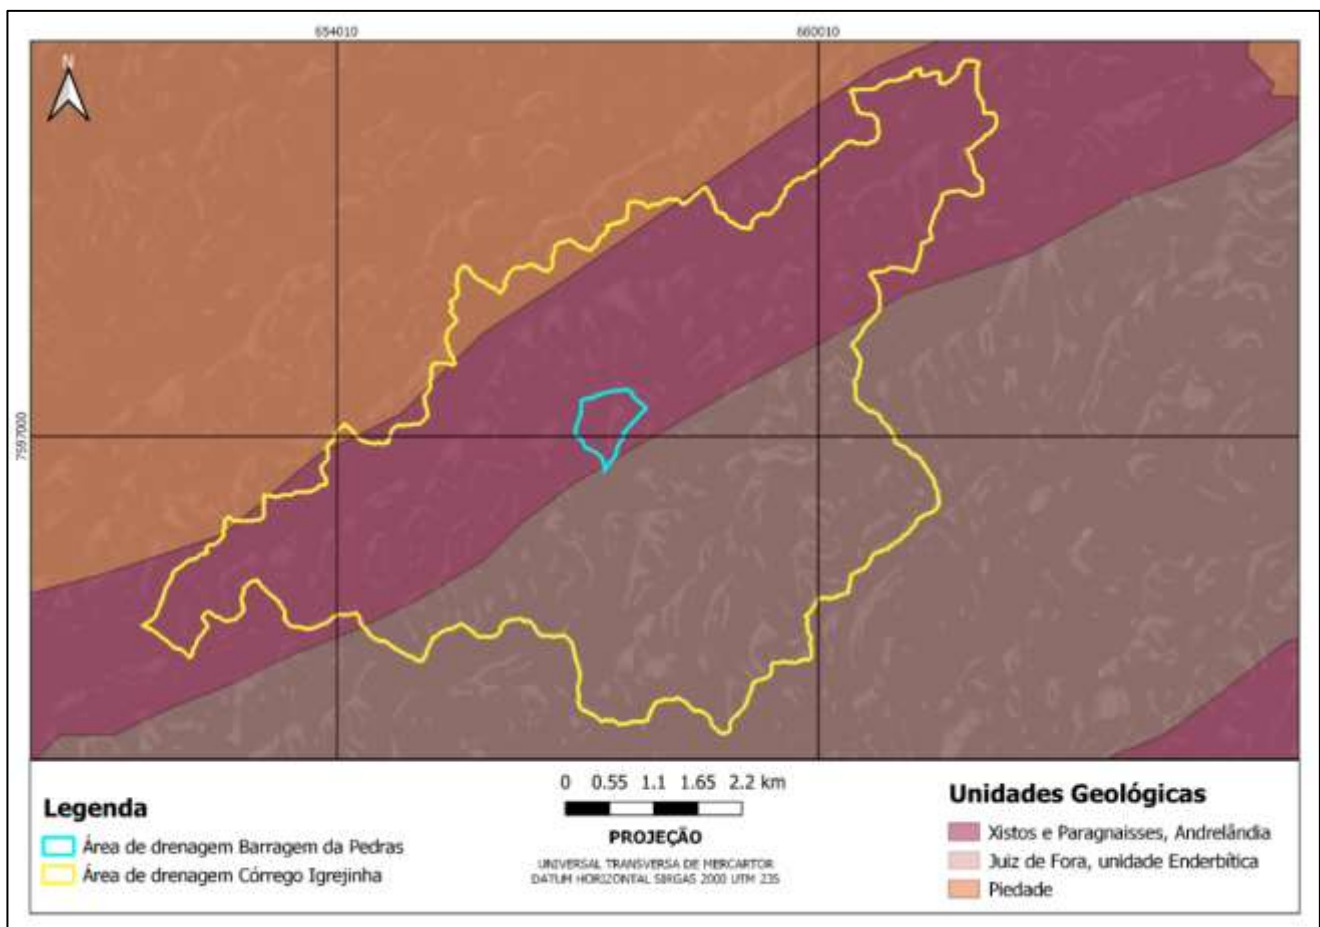 654010
660010
N
7597000
0 0.55 1.1 1.65 2.2 km
PROJEÇÃO
UNIVERSAL TRANSVERSA DE MERCARTOR
DATUM HORIZONTAL SIRGAS 2000 UTM 23S
Legenda
Área de drenagem Barragem da Pedras
Área de drenagem Córrego Igrejinha
Unidades Geológicas
Xistos e Paragnaisses, Andrelândia
Juiz de Fora, unidade Enderbítica
Piedade